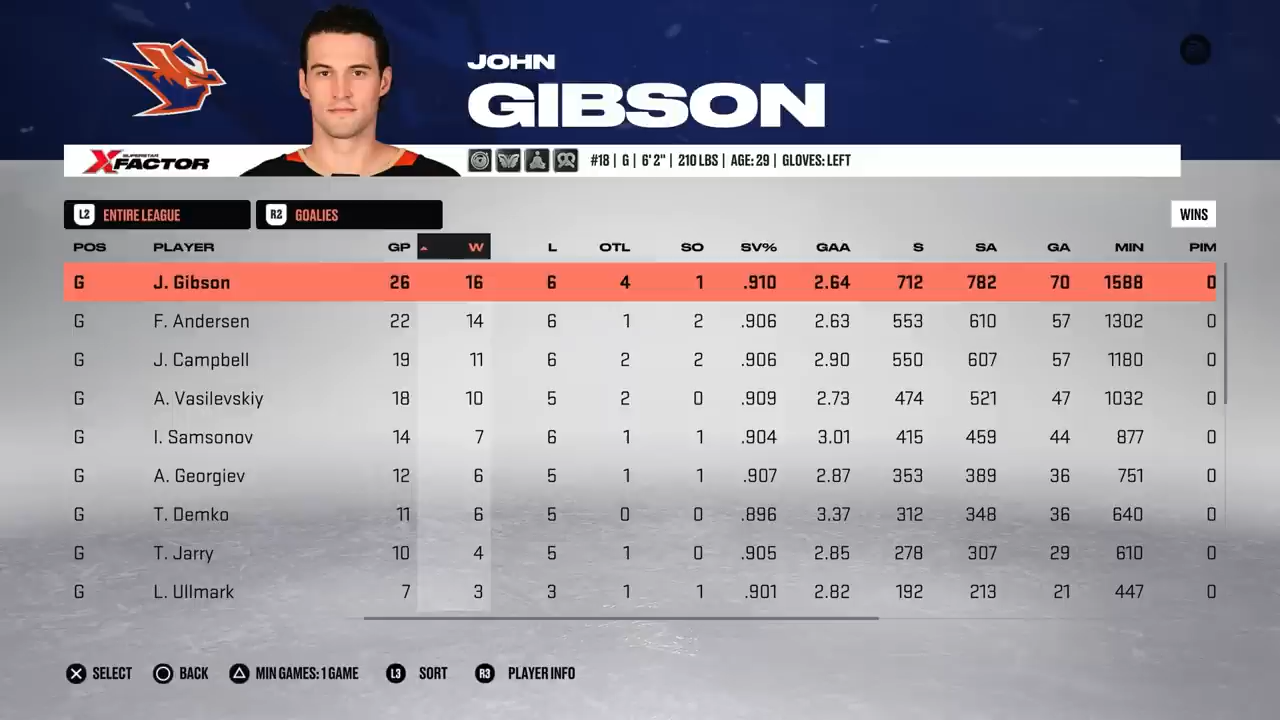 JOHN
GIBSON
SUPERSTAR
X FACTOR
#18 | G | 6' 2" | 210 LBS | AGE: 29 | GLOVES: LEFT
L2 ENTIRE LEAGUE R2 GOALIES WINS
POS PLAYER GP W L OTL SO SV% GAA S SA GA MIN PIM
G J. Gibson 26 16 6 4 1 .910 2.64 712 782 70 1588 0
G F. Andersen 22 14 6 1 2 .906 2.63 553 610 57 1302 0
G J. Campbell 19 11 6 2 2 .906 2.90 550 607 57 1180 0
G A. Vasilevskiy 18 10 5 2 0 .909 2.73 474 521 47 1032 0
G I. Samsonov 14 7 6 1 1 .904 3.01 415 459 44 877 0
G A. Georgiev 12 6 5 1 1 .907 2.87 353 389 36 751 0
G T. Demko 11 6 5 0 0 .896 3.37 312 348 36 640 0
G T. Jarry 10 4 5 1 0 .905 2.85 278 307 29 610 0
G L. Ullmark 7 3 3 1 1 .901 2.82 192 213 21 447 0
SELECT BACK MIN GAMES: 1 GAME L3 SORT R3 PLAYER INFO